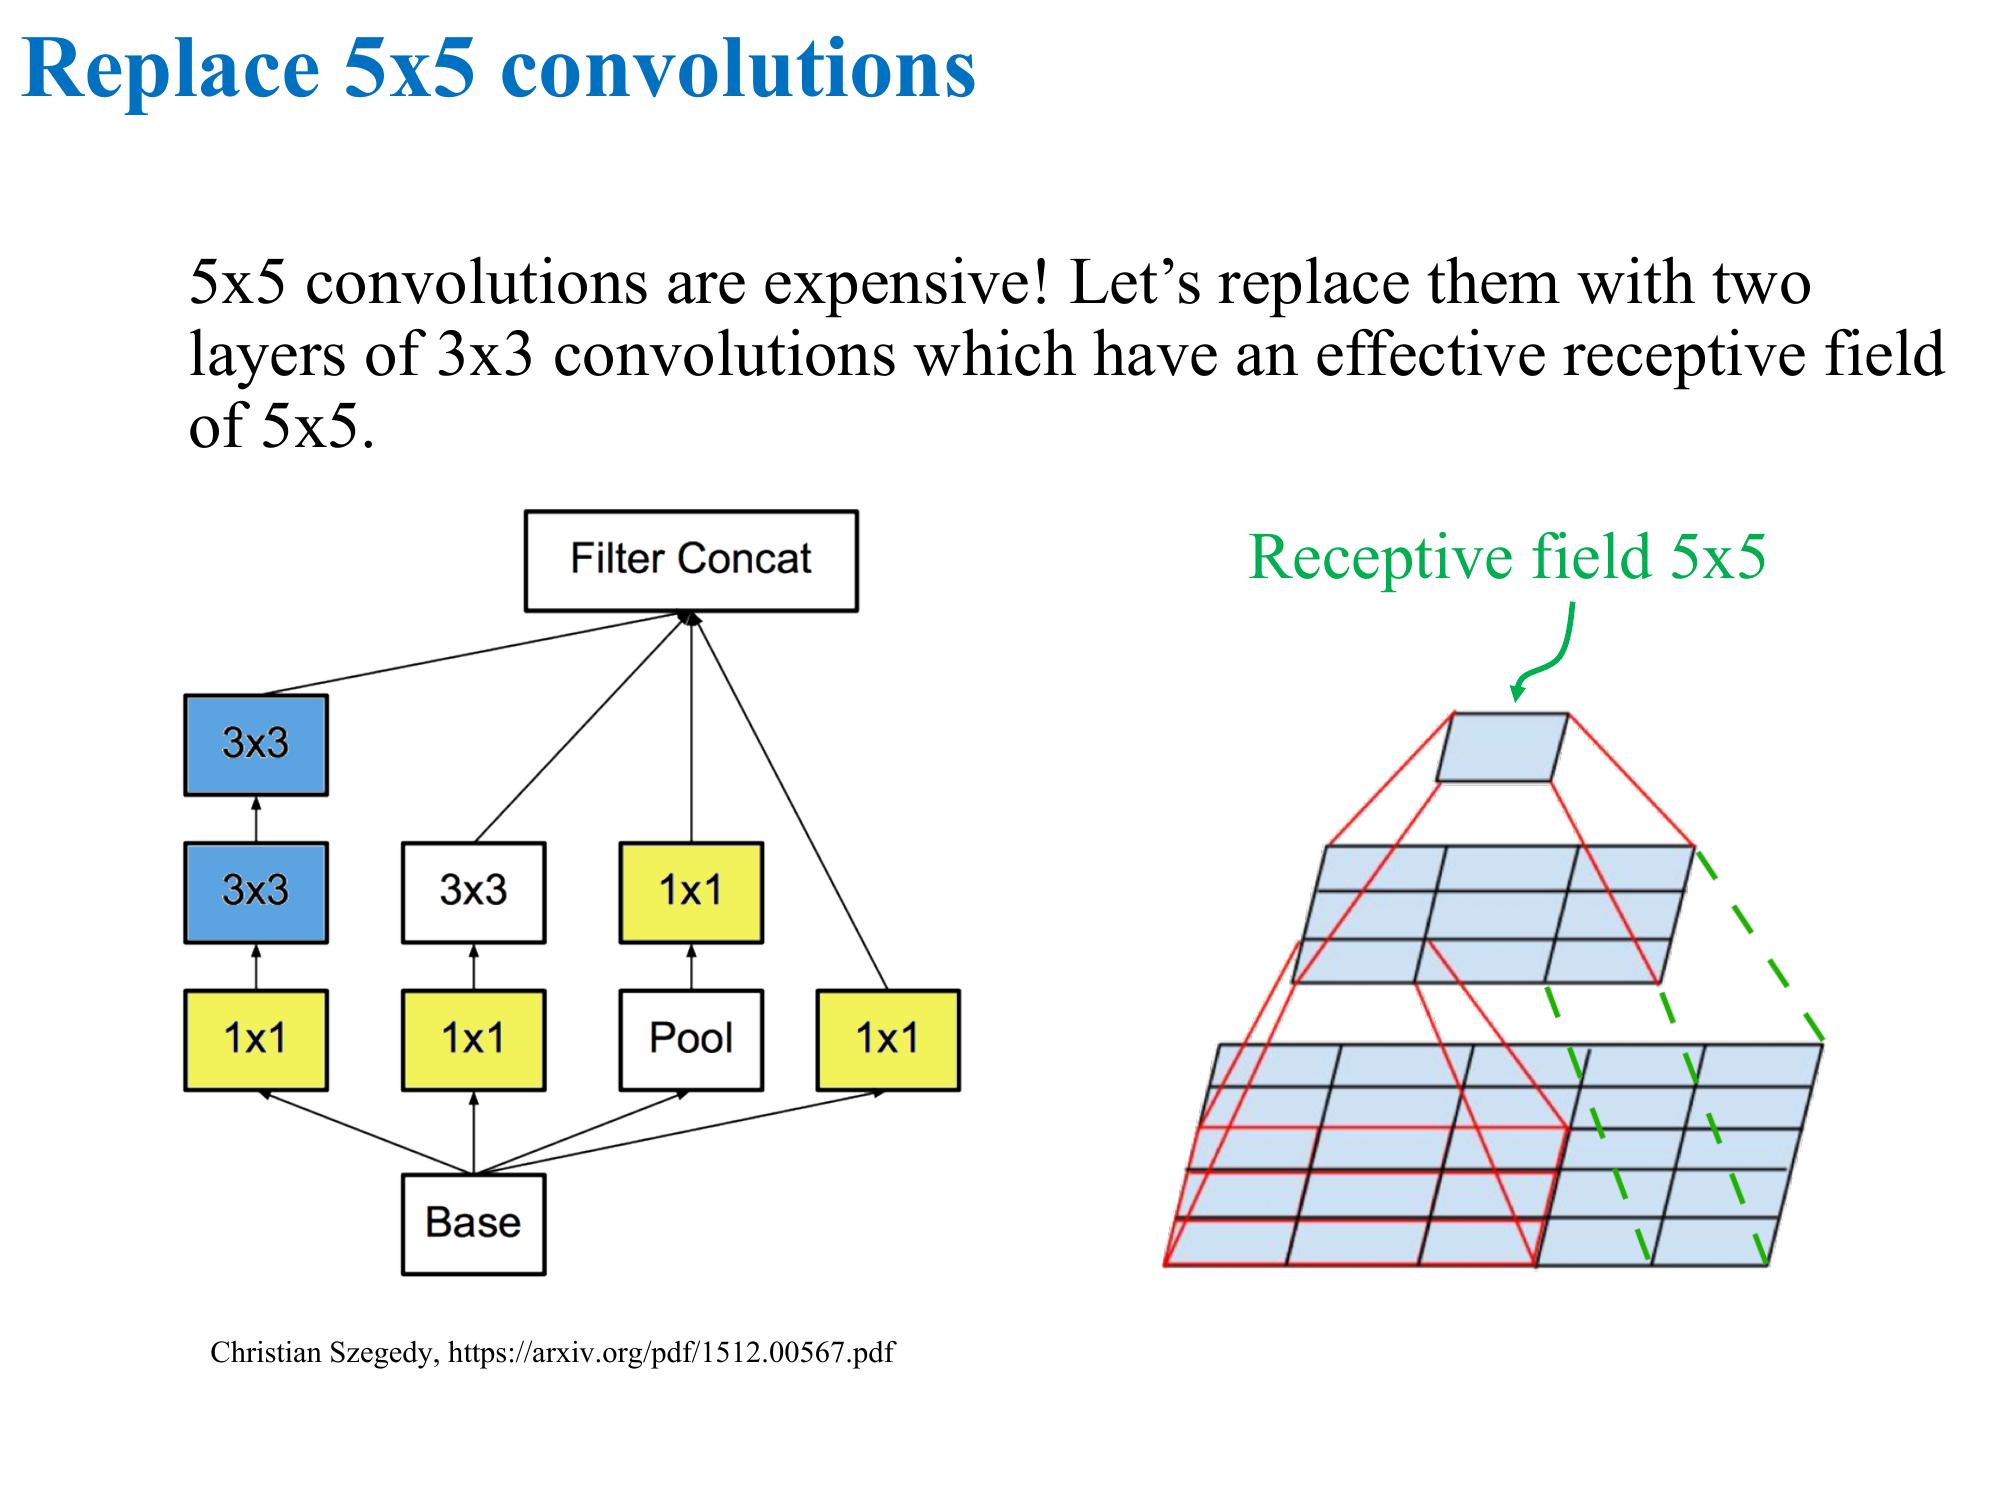 Replace 5x5 convolutions
5x5 convolutions are expensive! Let’s replace them with two
layers of 3x3 convolutions which have an effective receptive field
of 5x5.
Filter Concat
3x3
3x3
3x3
1x1
1x1
1x1
Pool
1x1
Base
Receptive field 5x5
Christian Szegedy, https://arxiv.org/pdf/1512.00567.pdf